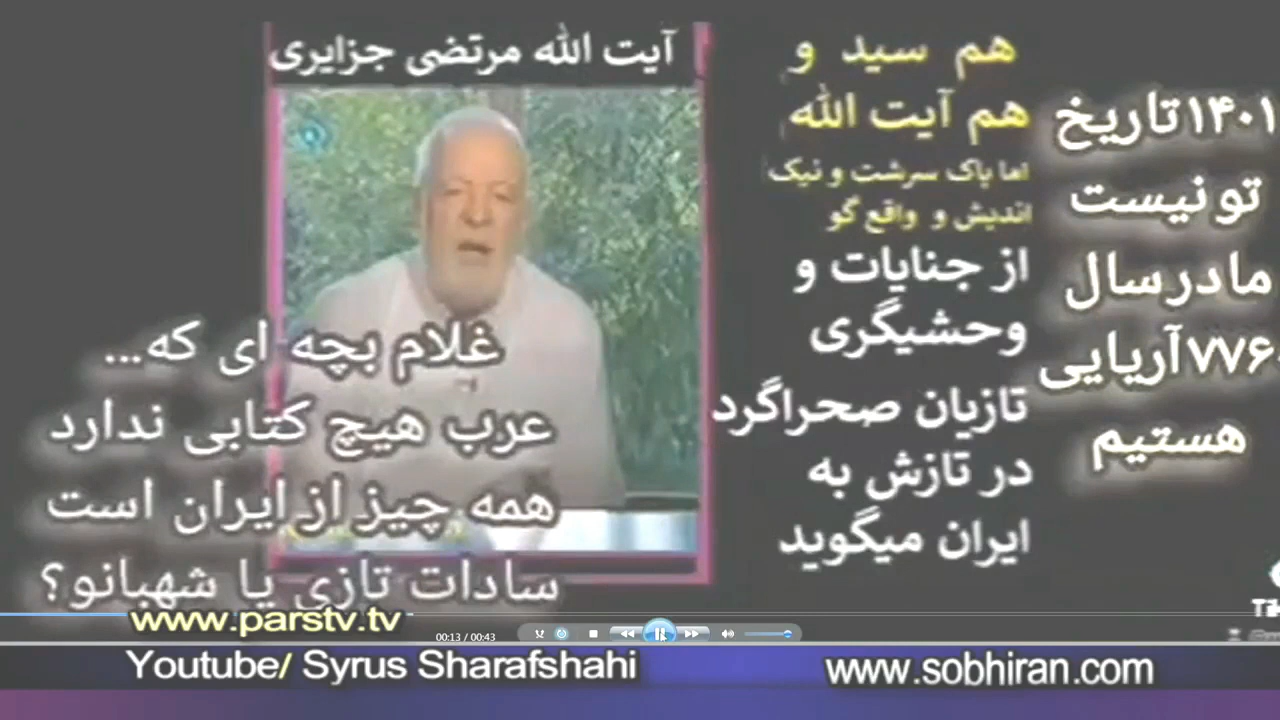 آیت الله مرتضی جزایری
هم سید و
هم آیت الله
اما پاک سرشت و نیک
اندیش و واقع گو
از جنایات و
وحشیگری
تازیان صحراگرد
در تازش به
ایران میگوید
۱۴۰۱تاریخ
تو نیست
مادرسال
۷۷۶۰آریایی
هستیم
غلام بچه ای که...
عرب هیچ کتابی ندارد
همه چیز از ایران است
سادات تازی یا شهبانو؟
www.parstv.tv
00:13 / 00:43
Youtube/ Syrus Sharafshahi
www.sobhiran.com